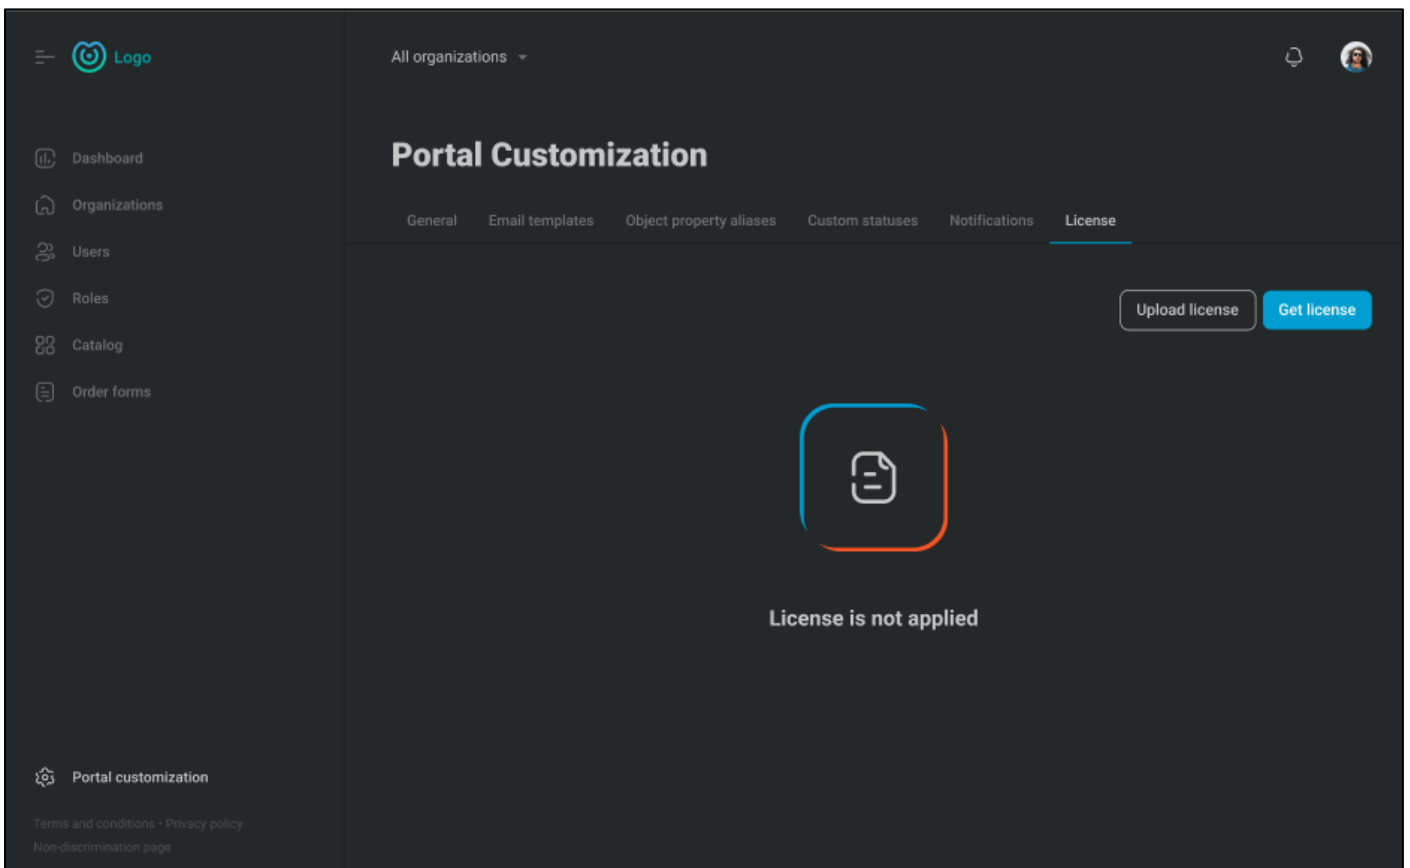 Logo
All organizations
Dashboard
Organizations
Users
Roles
Catalog
Order forms
Portal Customization
General Email templates Object property aliases Custom statuses Notifications License
Upload license Get license
License is not applied
Portal customization
Terms and conditions • Privacy policy
Non-discrimination page